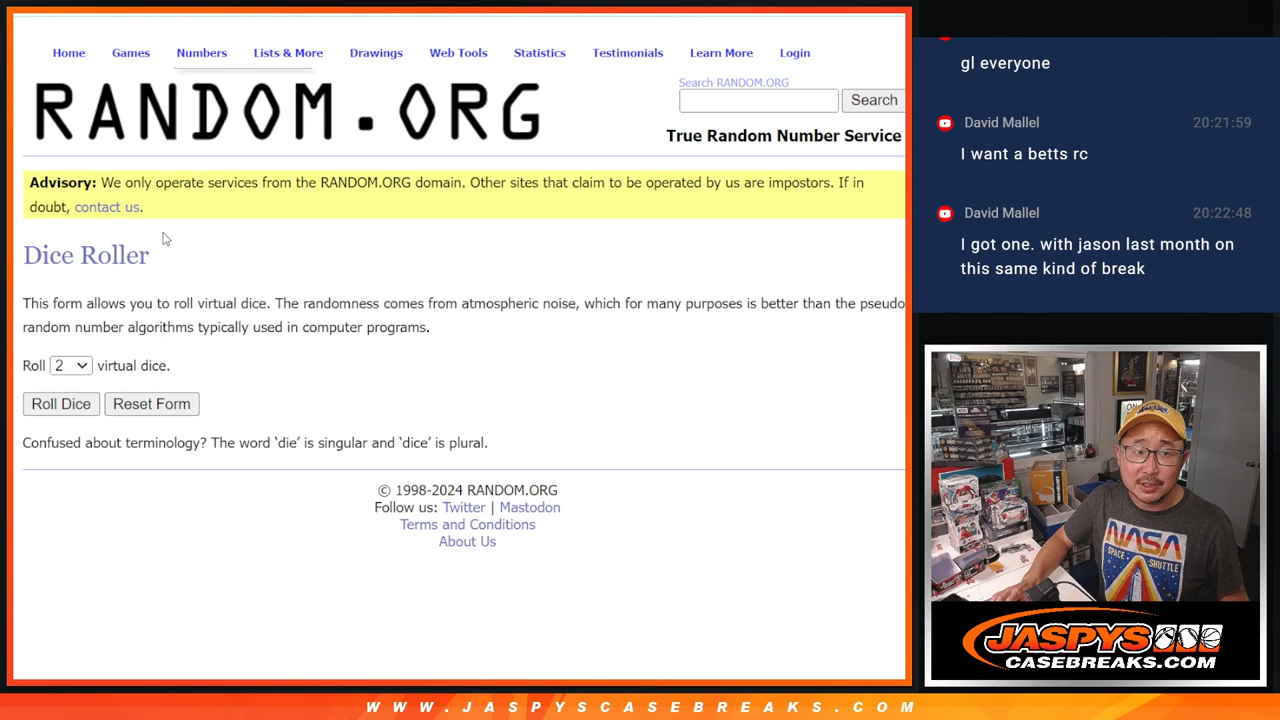 Home Games Numbers Lists & More Drawings Web Tools Statistics Testimonials Learn More Login
RANDOM.ORG
Search RANDOM.ORG
Search
True Random Number Service
Advisory: We only operate services from the RANDOM.ORG domain. Other sites that claim to be operated by us are impostors. If in
doubt, contact us.
Dice Roller
This form allows you to roll virtual dice. The randomness comes from atmospheric noise, which for many purposes is better than the pseudo
random number algorithms typically used in computer programs.
Roll 2 virtual dice.
Roll Dice Reset Form
Confused about terminology? The word ‘die’ is singular and ‘dice’ is plural.
© 1998-2024 RANDOM.ORG
Follow us: Twitter | Mastodon
Terms and Conditions
About Us
gl everyone
David Mallel 20:21:59
I want a betts rc
David Mallel 20:22:48
I got one. with jason last month on
this same kind of break
NASA
SPACE SHUTTLE
JASPYS
CASEBREAKS.COM
WWW.JASPYSCASEBREAKS.COM